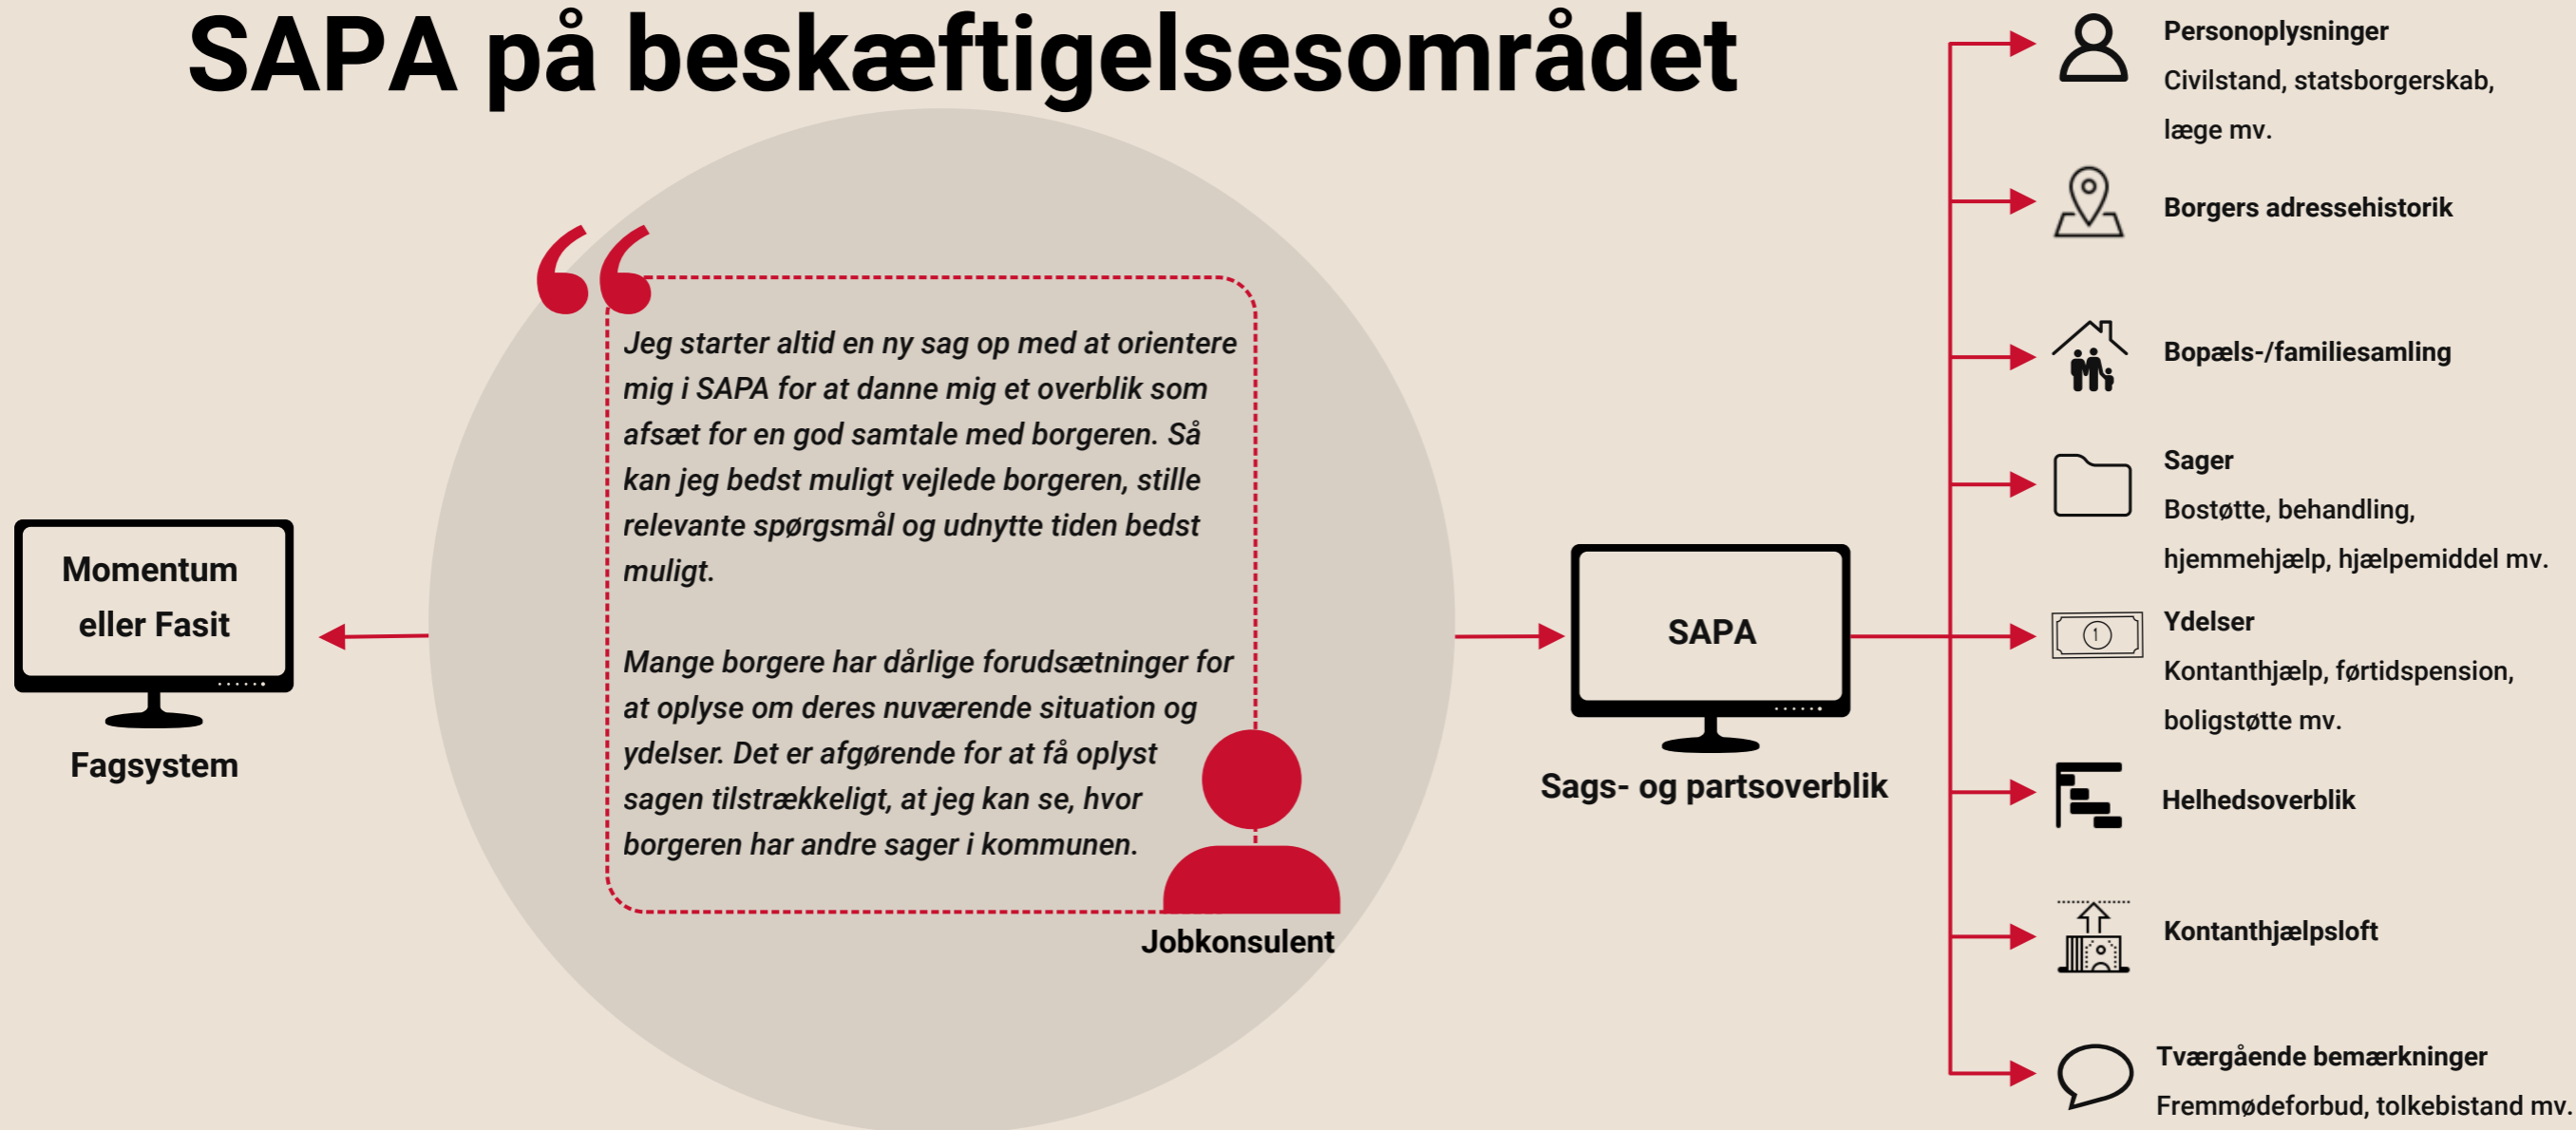 SAPA på beskæftigelsesområdet
Jeg starter altid en ny sag op med at orientere
mig i SAPA for at danne mig et overblik som
afsæt for en god samtale med borgeren. Så
kan jeg bedst muligt vejlede borgeren, stille
relevante spørgsmål og udnytte tiden bedst
muligt.
Mange borgere har dårlige forudsætninger for
at oplyse om deres nuværende situation og
ydelser. Det er afgørende for at få oplyst
sagen tilstrækkeligt, at jeg kan se, hvor
borgeren har andre sager i kommunen.
Jobkonsulent
Momentum
eller Fasit
Fagsystem
SAPA
Sags- og partsoverblik
Personoplysninger
Civilstand, statsborgerskab,
læge mv.
Borgers adressehistorik
Bopæls-/familiesamling
Sager
Bostøtte, behandling,
hjemmehjælp, hjælpemiddel mv.
1
Ydelser
Kontanthjælp, førtidspension,
boligstøtte mv.
Helhedsoverblik
Kontanthjælpsloft
Tværgående bemærkninger
Fremmødeforbud, tolkebistand mv.